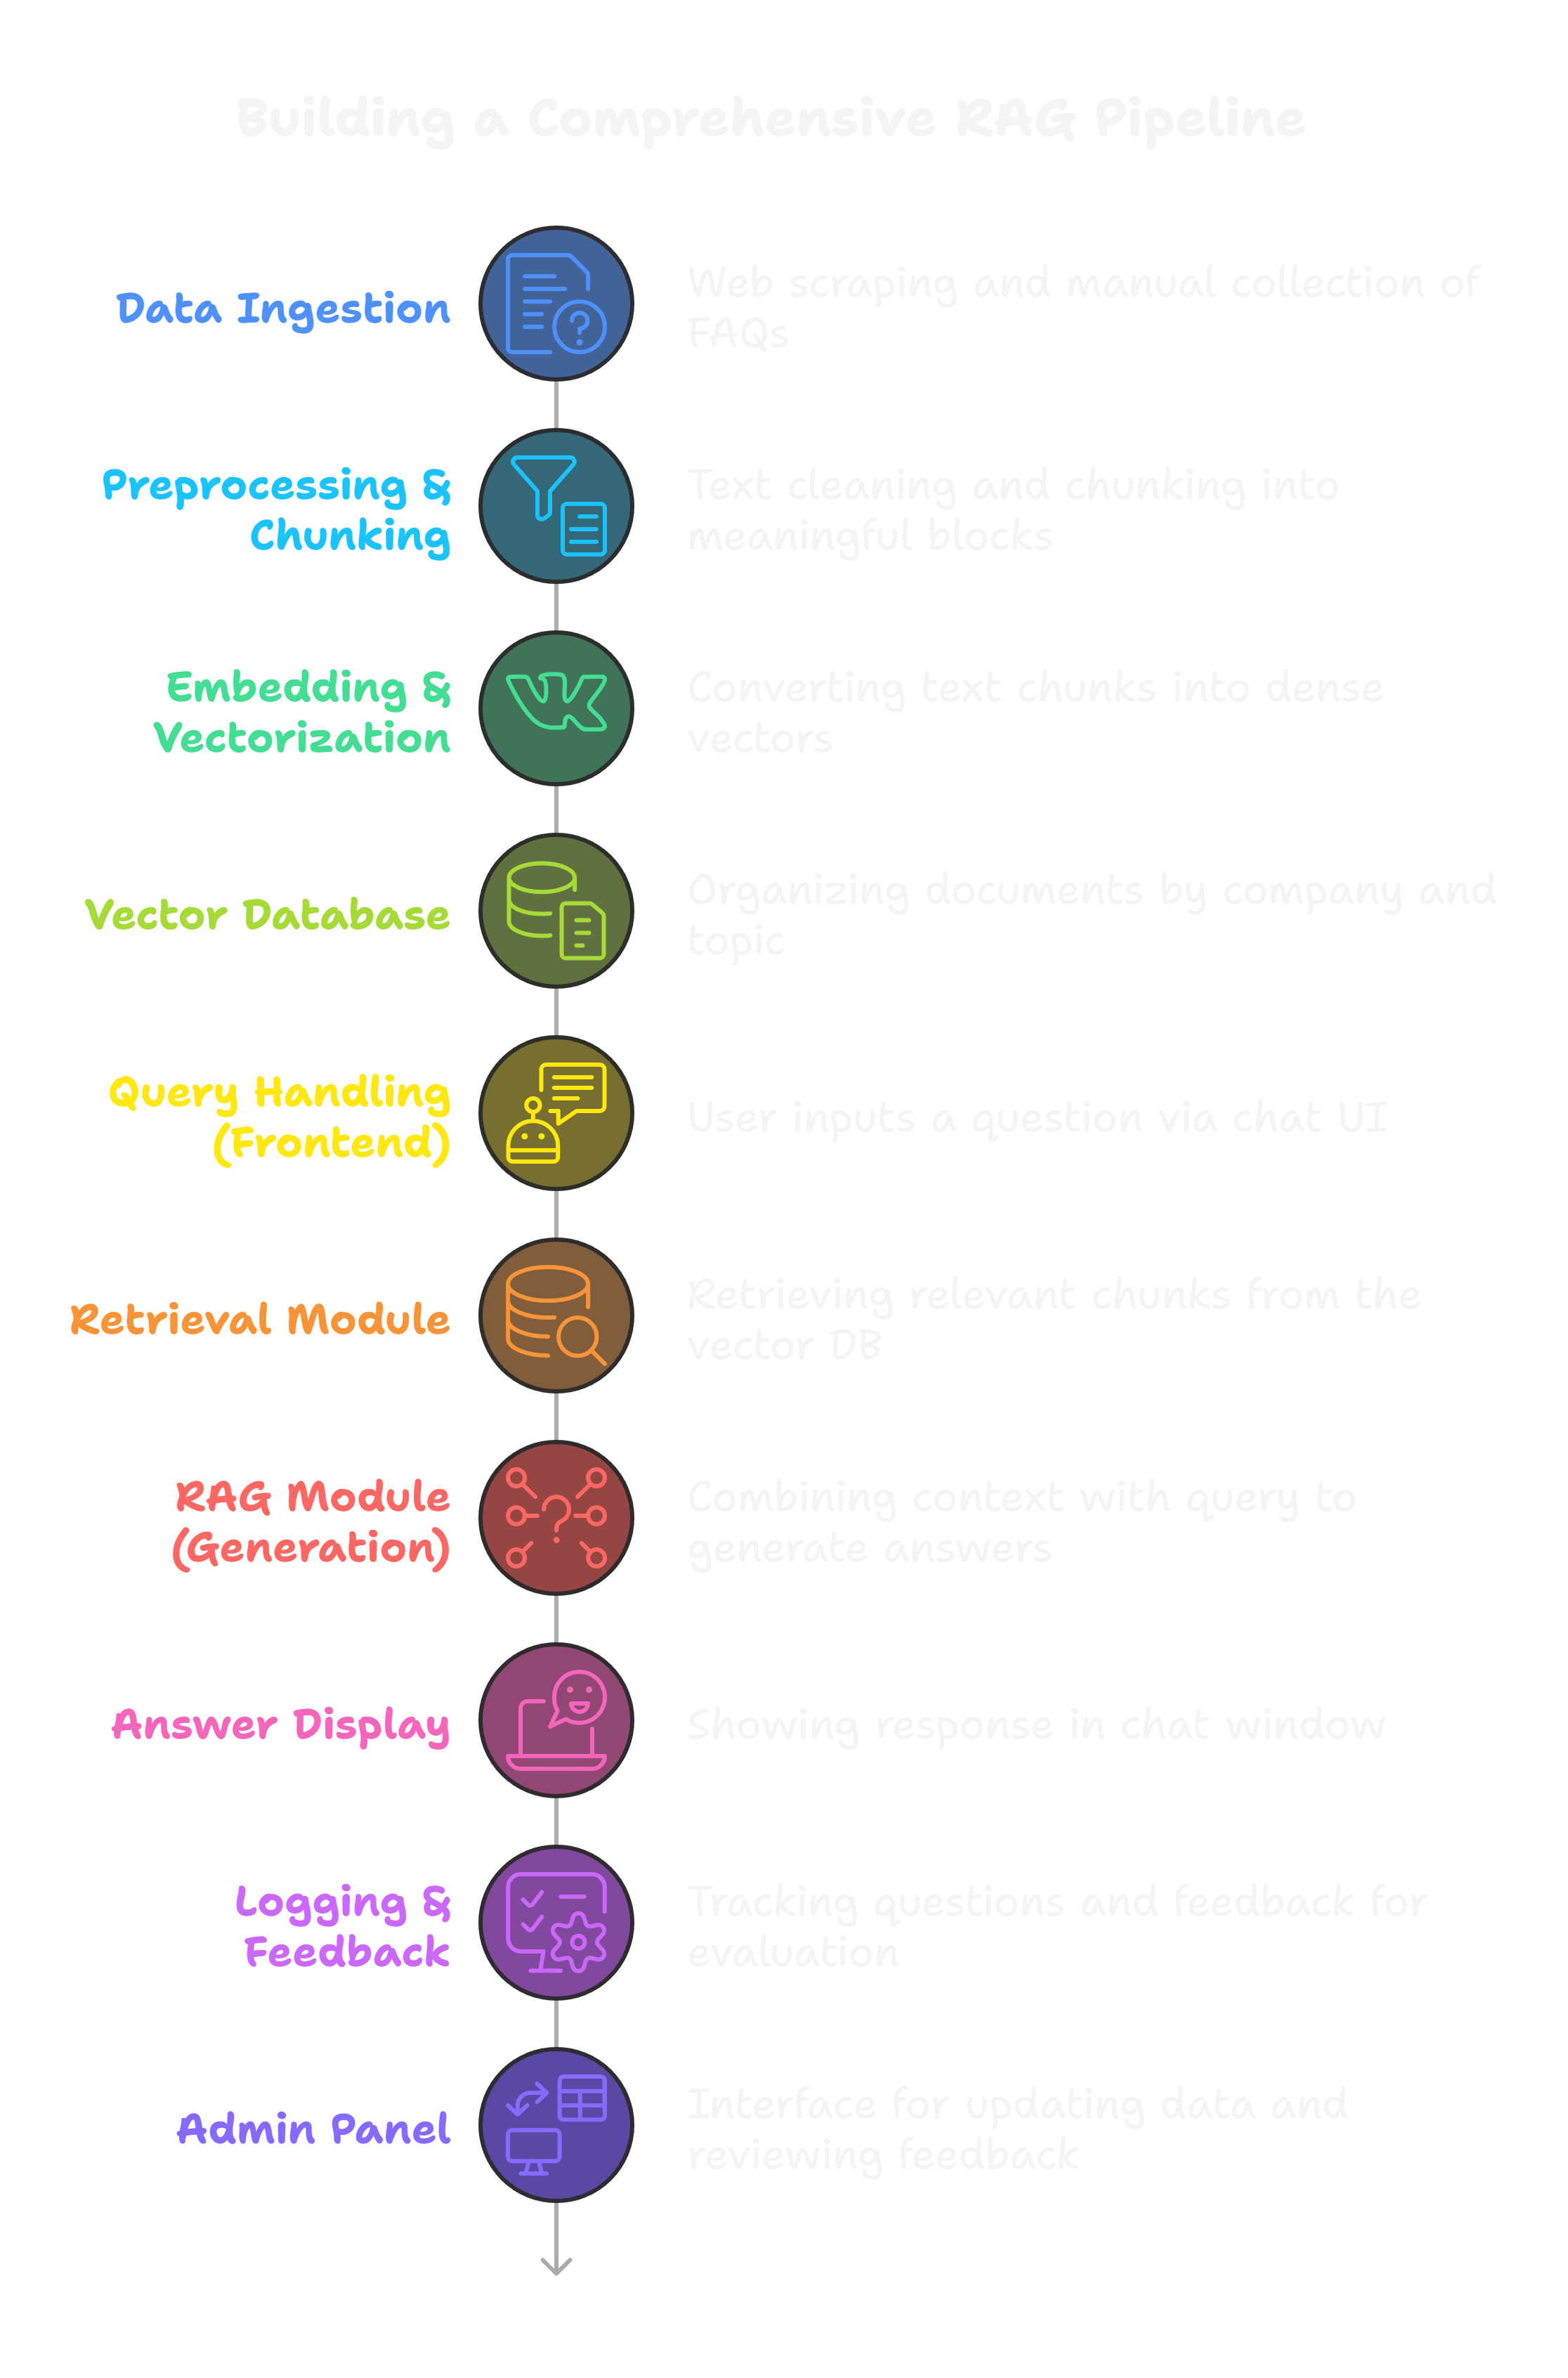 Building a Comprehensive RAG Pipeline
Data Ingestion
Web scraping and manual collection of
FAQs
Preprocessing &
Chunking
Text cleaning and chunking into
meaningful blocks
Embedding &
Vectorization
Converting text chunks into dense
vectors
Vector Database
Organizing documents by company and
topic
Query Handling
(Frontend)
User inputs a question via chat UI
Retrieval Module
Retrieving relevant chunks from the
vector DB
RAG Module
(Generation)
Combining context with query to
generate answers
Answer Display
Showing response in chat window
Logging &
Feedback
Tracking questions and feedback for
evaluation
Admin Panel
Interface for updating data and
reviewing feedback